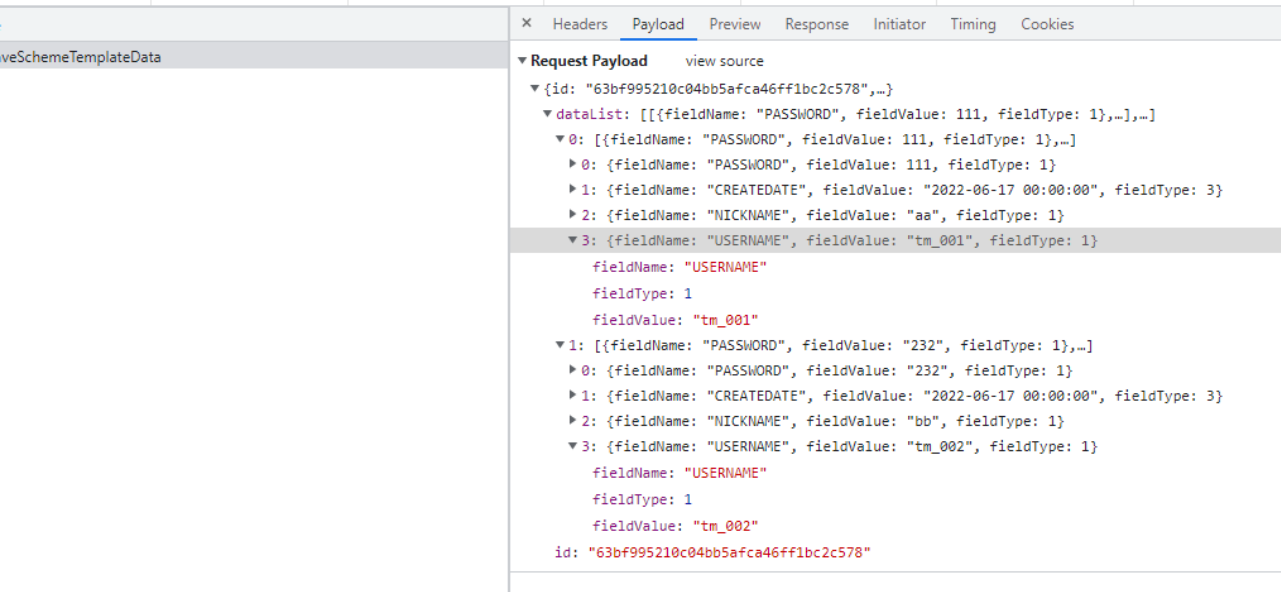 × Headers Payload Preview Response Initiator Timing Cookies
veSchemeTemplateData
▼ Request Payload view source
▼ {id: "63bf995210c04bb5afca46ff1bc2c578",…}
▼ dataList: [[{fieldName: "PASSWORD", fieldValue: 111, fieldType: 1},…],…]
▼ 0: [{fieldName: "PASSWORD", fieldValue: 111, fieldType: 1},…]
▶ 0: {fieldName: "PASSWORD", fieldValue: 111, fieldType: 1}
▶ 1: {fieldName: "CREATEDATE", fieldValue: "2022-06-17 00:00:00", fieldType: 3}
▶ 2: {fieldName: "NICKNAME", fieldValue: "aa", fieldType: 1}
▼ 3: {fieldName: "USERNAME", fieldValue: "tm_001", fieldType: 1}
fieldName: "USERNAME"
fieldType: 1
fieldValue: "tm_001"
▼ 1: [{fieldName: "PASSWORD", fieldValue: "232", fieldType: 1},…]
▶ 0: {fieldName: "PASSWORD", fieldValue: "232", fieldType: 1}
▶ 1: {fieldName: "CREATEDATE", fieldValue: "2022-06-17 00:00:00", fieldType: 3}
▶ 2: {fieldName: "NICKNAME", fieldValue: "bb", fieldType: 1}
▼ 3: {fieldName: "USERNAME", fieldValue: "tm_002", fieldType: 1}
fieldName: "USERNAME"
fieldType: 1
fieldValue: "tm_002"
id: "63bf995210c04bb5afca46ff1bc2c578"